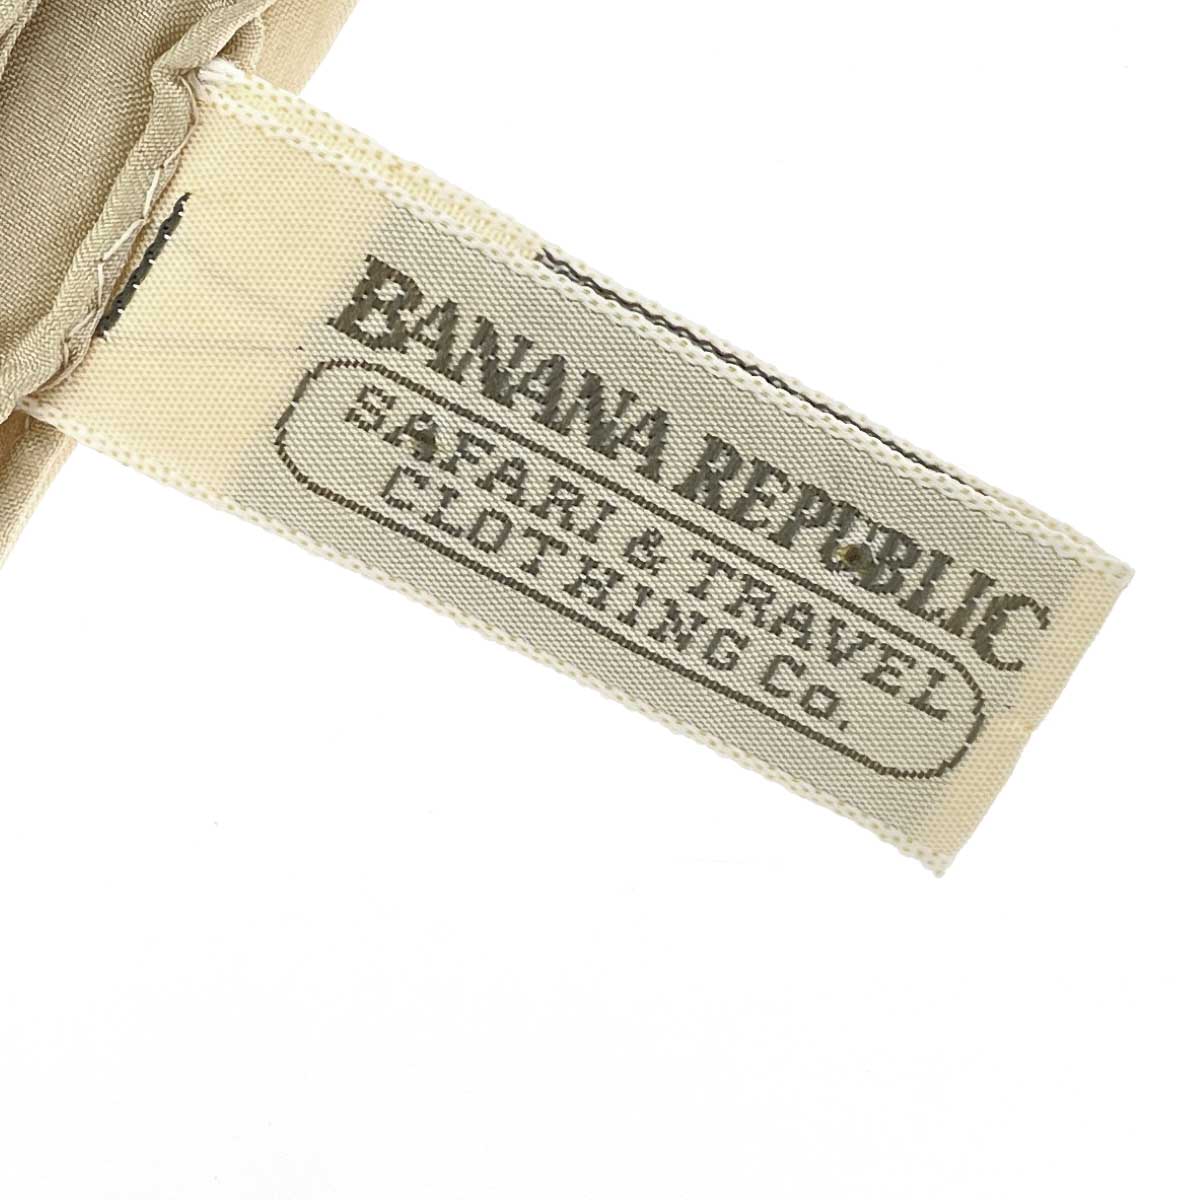 BANANA REPUBLIC
SAFARI & TRAVEL
CLOTHING CO.